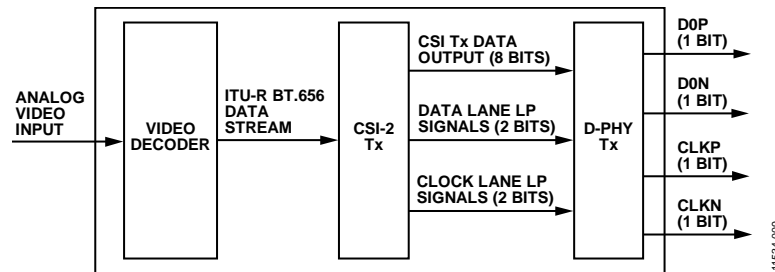 ANALOG
VIDEO
INPUT
VIDEO
DECODER
ITU-R BT.656
DATA
STREAM
CSI-2
Tx
CSI Tx DATA
OUTPUT (8 BITS)
DATA LANE LP
SIGNALS (2 BITS)
CLOCK LANE LP
SIGNALS (2 BITS)
D-PHY
Tx
D0P
(1 BIT)
D0N
(1 BIT)
CLKP
(1 BIT)
CLKN
(1 BIT)